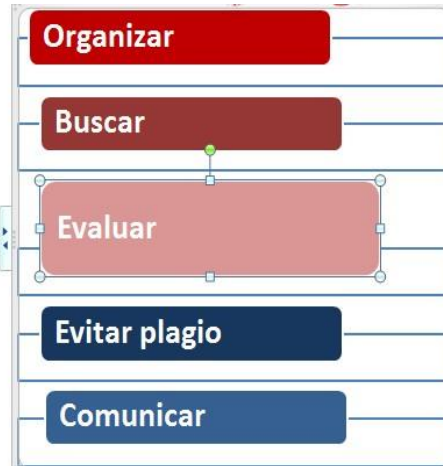 Organizar
Buscar
Evaluar
Evitar plagio
Comunicar